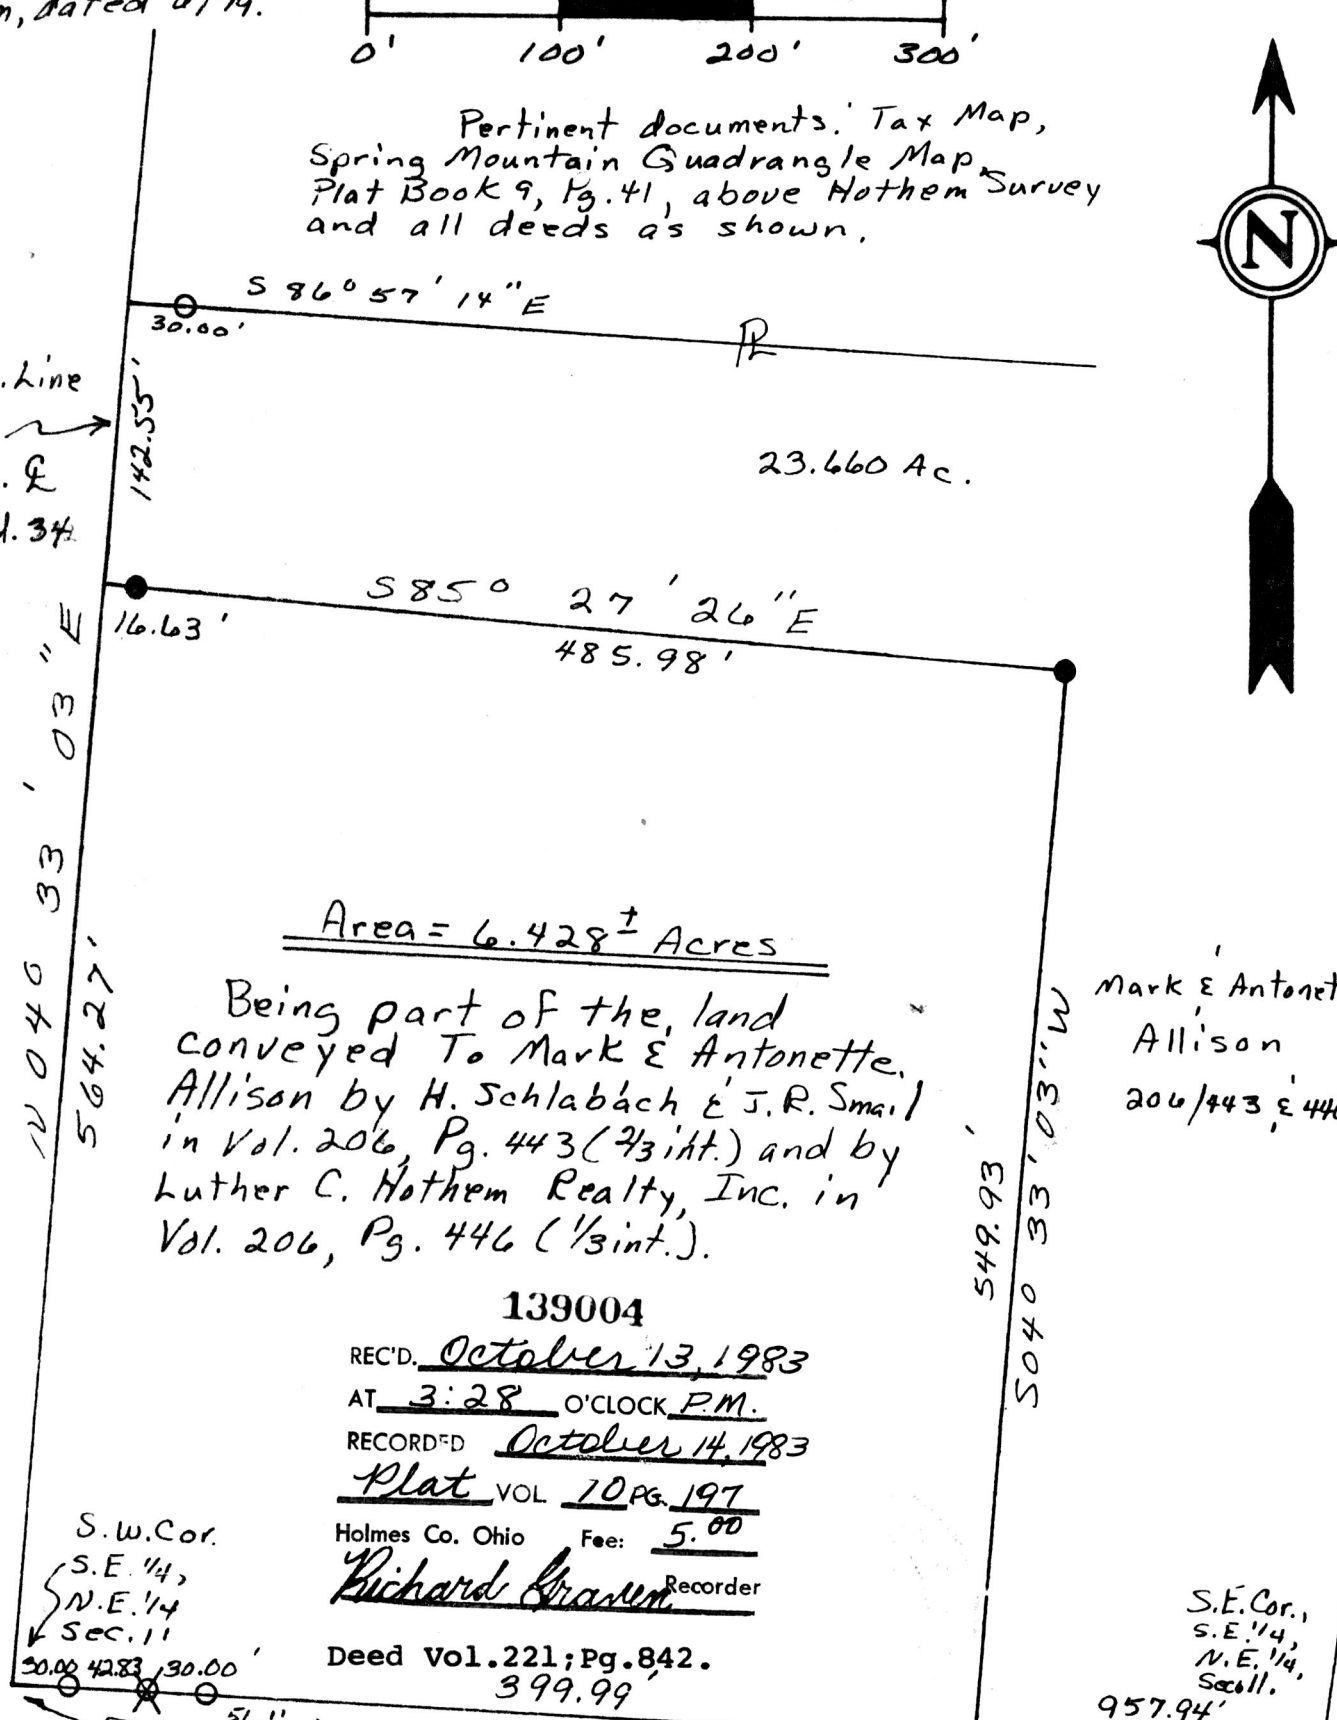 dated
0' 100' 200' 300'
Pertinent documents: Tax Map,
Spring Mountain Quadrangle Map,
Plat Book 9, Pg. 41, above Hothem Survey
and all deeds as shown.
N
S 86° 57' 14" E
30.00'
PL
Line
142.55'
23.660 Ac.
S 85° 27' 26" E
16.63'
485.98'
N 04° 33' 03" E
564.27'
Area = 6.428± Acres
Being part of the land
conveyed To Mark & Antonette
Allison by H. Schlabach & J.R. Smail
in Vol. 206, Pg. 443 (2/3 int.) and by
Luther C. Hothem Realty, Inc. in
Vol. 206, Pg. 446 (1/3 int.).
Mark &
Allison
206/443 &
549.93'
S 04° 33' 03" W
139004
REC'D. October 13, 1983
AT 3:28 O'CLOCK P.M.
RECORDED October 14, 1983
Plat VOL 10 PG. 197
Holmes Co. Ohio Fee: 5.00
Richard Graven Recorder
Deed Vol.221;Pg.842.
399.99'
S.W.Cor.
S.E. 1/4,
N.E. 1/4
Sec. 11
30.00 42.83 30.00'
S.E. Cor.,
S.E. 1/4,
N.E. 1/4,
Sec. 11.
957.94'